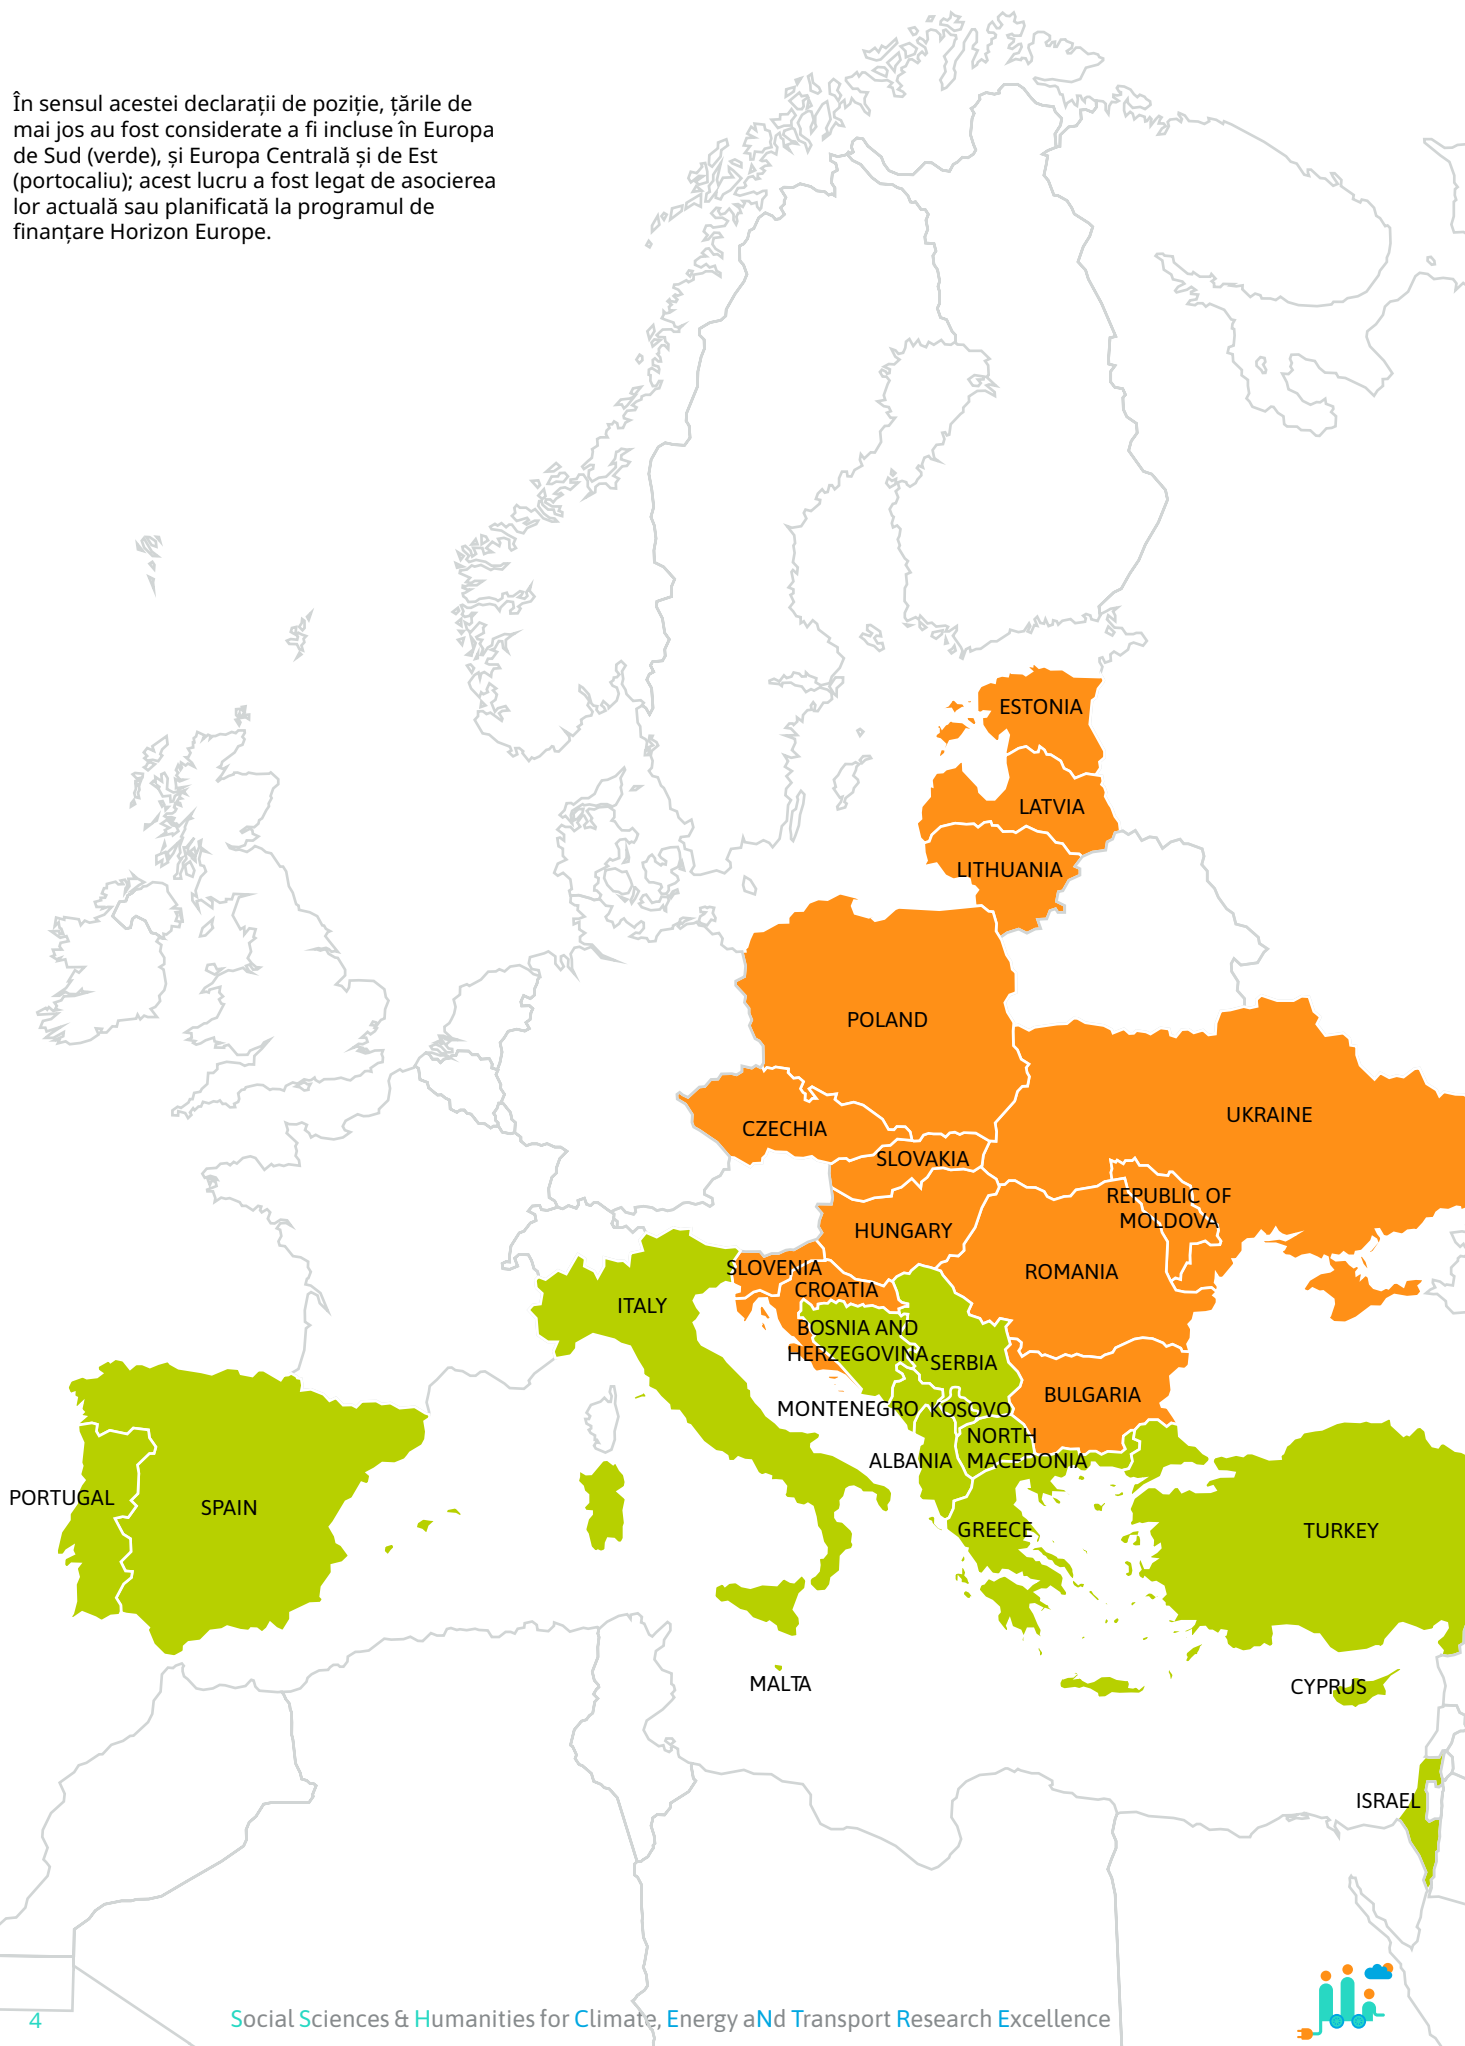 În sensul acestei declarații de poziție, țările de
mai jos au fost considerate a fi incluse în Europa
de Sud (verde), și Europa Centrală și de Est
(portocaliu); acest lucru a fost legat de asocierea
lor actuală sau planificată la programul de
finanțare Horizon Europe.
ESTONIA
LATVIA
LITHUANIA
POLAND
UKRAINE
CZECHIA
SLOVAKIA
REPUBLIC OF
MOLDOVA
HUNGARY
SLOVENIA
ROMANIA
CROATIA
ITALY
BOSNIA AND
HERZEGOVINA
SERBIA
BULGARIA
MONTENEGRO
KOSOVO
NORTH
MACEDONIA
ALBANIA
PORTUGAL
SPAIN
GREECE
TURKEY
MALTA
CYPRUS
ISRAEL
4
Social Sciences & Humanities for Climate, Energy aNd Transport Research Excellence